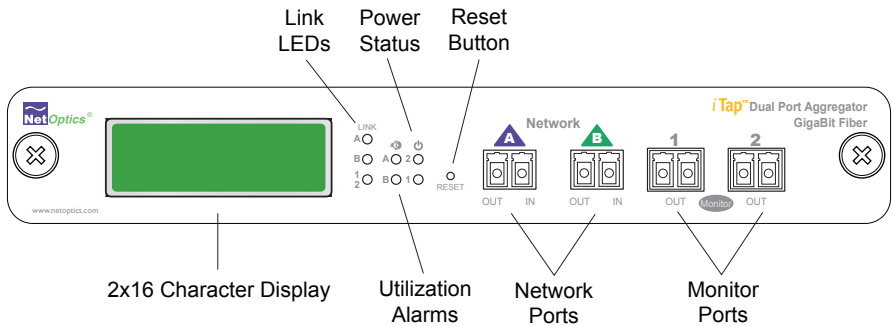 Link
LEDs
Power
Status
Reset
Button
Net Optics®
LINK
A
B
1
2
A
B
2
1
RESET
Network
A
B
OUT IN
OUT IN
iTap™ Dual Port Aggregator
GigaBit Fiber
1
2
OUT
Monitor
OUT
www.netoptics.com
2x16 Character Display
Utilization
Alarms
Network
Ports
Monitor
Ports